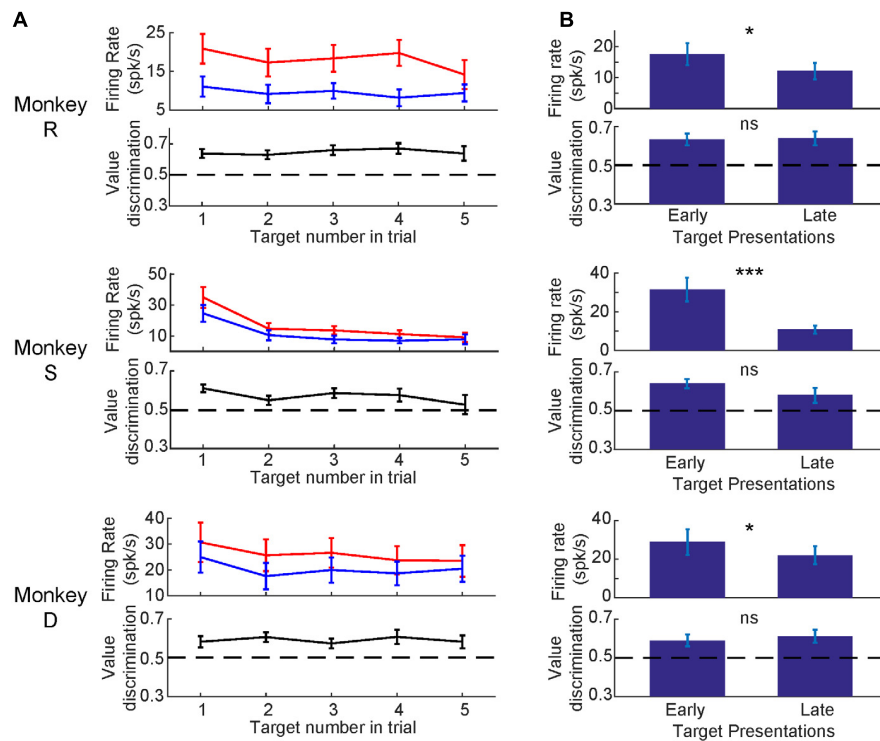 A
B
Monkey
R
Firing Rate
(spk/s)
25
15
5
Value
discrimination
0.7
0.5
0.3
1 2 3 4 5
Target number in trial
Firing Rate
(spk/s)
20
10
0
*
Value
discrimination
0.7
0.5
0.3
ns
Early Late
Target Presentations
Monkey
S
Firing Rate
(spk/s)
50
30
10
Value
discrimination
0.7
0.5
0.3
1 2 3 4 5
Target number in trial
Firing Rate
(spk/s)
40
20
0
***
Value
discrimination
0.7
0.5
0.3
ns
Early Late
Target Presentations
Monkey
D
Firing Rate
(spk/s)
40
30
20
10
Value
discrimination
0.7
0.5
0.3
1 2 3 4 5
Target number in trial
Firing rate
(spk/s)
40
20
0
*
Value
discrimination
0.7
0.5
0.3
ns
Early Late
Target Presentations